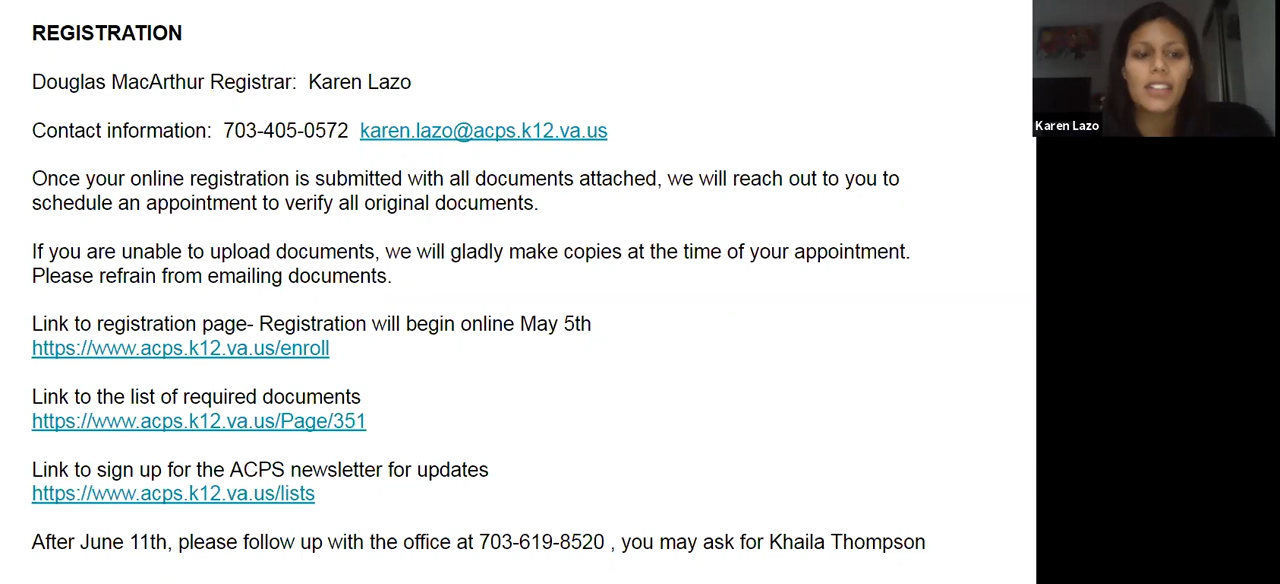 REGISTRATION
Douglas MacArthur Registrar:  Karen Lazo
Contact information:  703-405-0572  karen.lazo@acps.k12.va.us
Once your online registration is submitted with all documents attached, we will reach out to you to
schedule an appointment to verify all original documents.
If you are unable to upload documents, we will gladly make copies at the time of your appointment.
Please refrain from emailing documents.
Link to registration page- Registration will begin online May 5th
https://www.acps.k12.va.us/enroll
Link to the list of required documents
https://www.acps.k12.va.us/Page/351
Link to sign up for the ACPS newsletter for updates
https://www.acps.k12.va.us/lists
After June 11th, please follow up with the office at 703-619-8520 , you may ask for Khaila Thompson
Karen Lazo